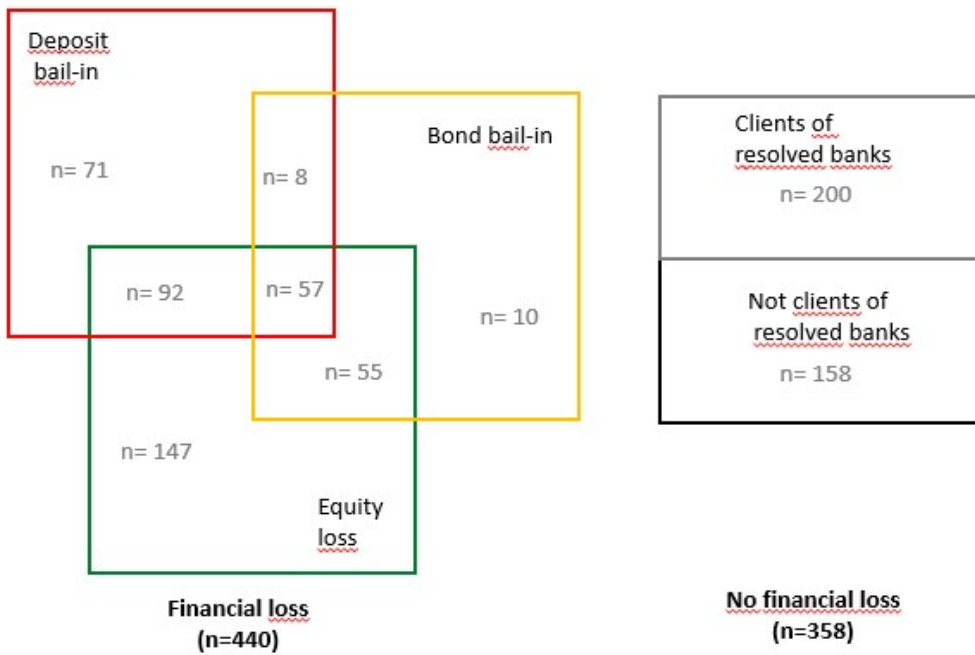 Deposit
bail-in
n= 71
n= 8
Bond bail-in
n= 92
n= 57
n= 10
n= 55
n= 147
Equity
loss
Financial loss
(n=440)
Clients of
resolved banks
n= 200
Not clients of
resolved banks
n= 158
No financial loss
(n=358)